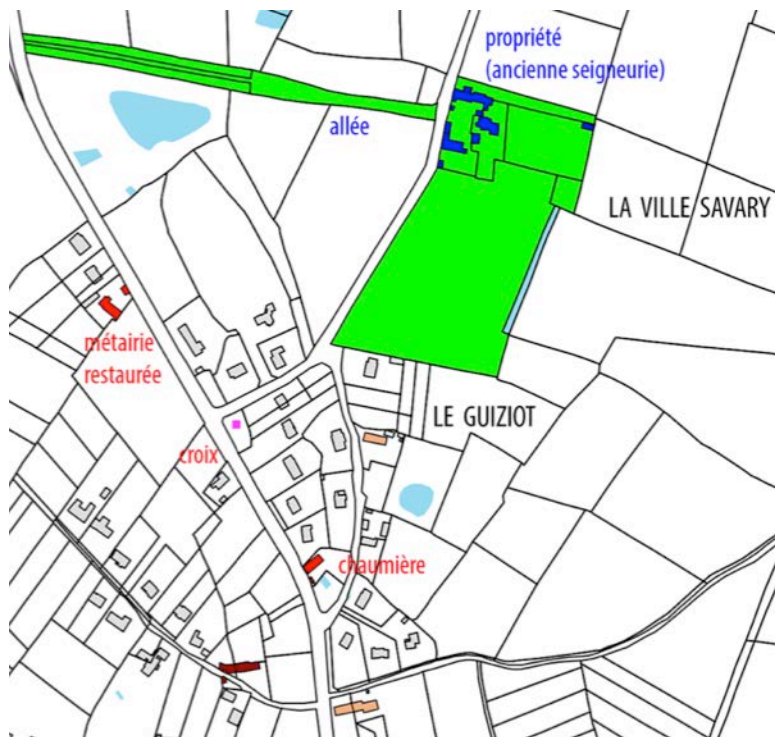 propriété
(ancienne seigneurie)
allée
LA VILLE SAVARY
métairie
restaurée
LE GUIZIOT
croix
chaumière